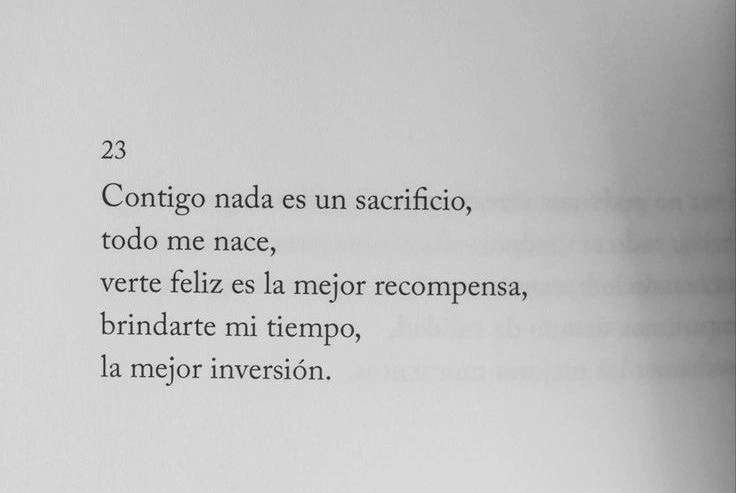 23
Contigo nada es un sacrificio,
todo me nace,
verte feliz es la mejor recompensa,
brindarte mi tiempo,
la mejor inversión.